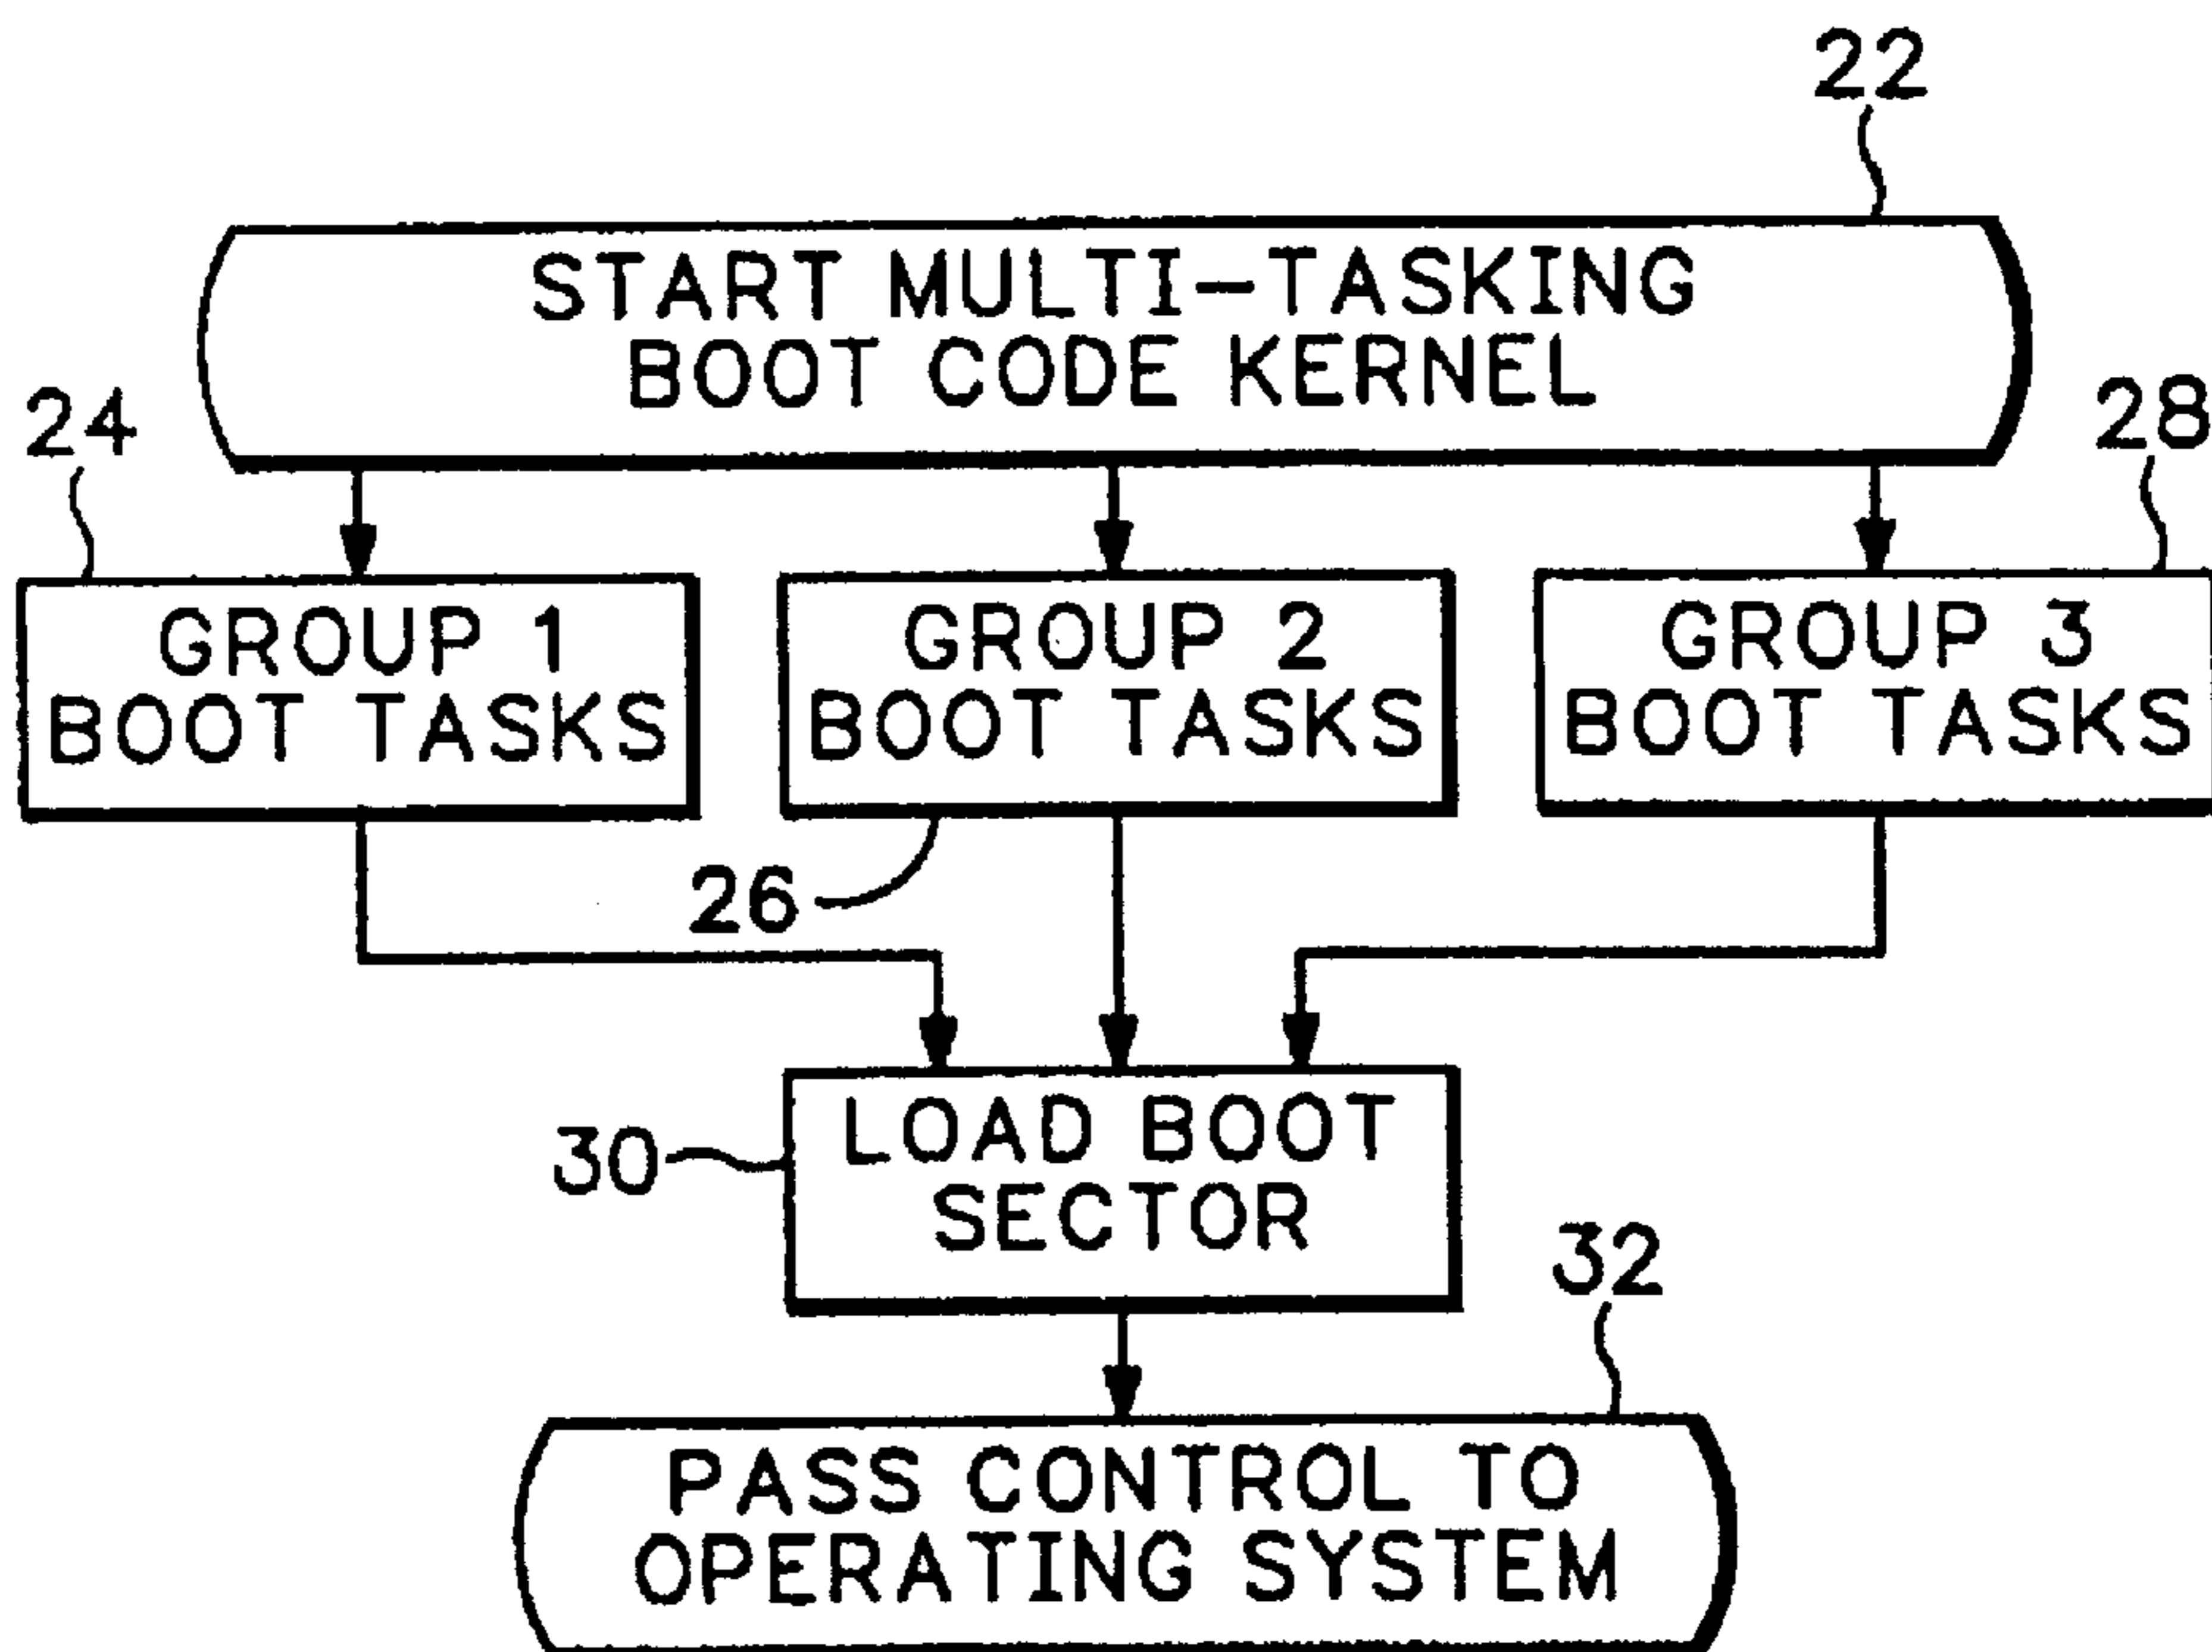 22
START MULTI-TASKING
BOOT CODE KERNEL
24
28
GROUP 1
BOOT TASKS
GROUP 2
BOOT TASKS
GROUP 3
BOOT TASKS
26
30
LOAD BOOT
SECTOR
32
PASS CONTROL TO
OPERATING SYSTEM